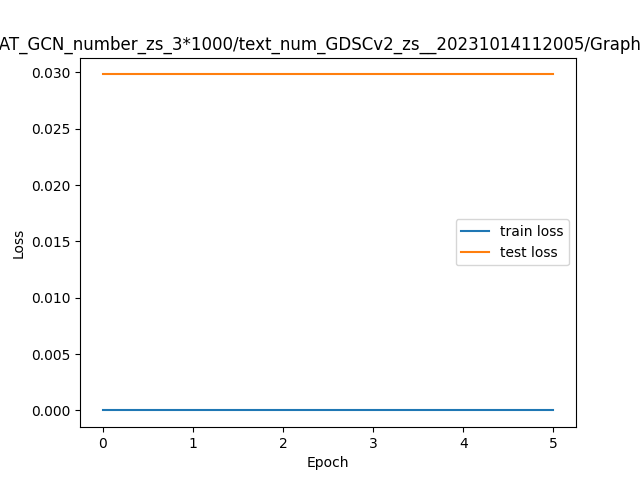 AT_GCN_number_zs_3*1000/text_num_GDSCv2_zs__20231014112005/Graph
0.030
0.025
0.020
0.015
0.010
0.005
0.000
Loss
train loss
test loss
0 1 2 3 4 5
Epoch